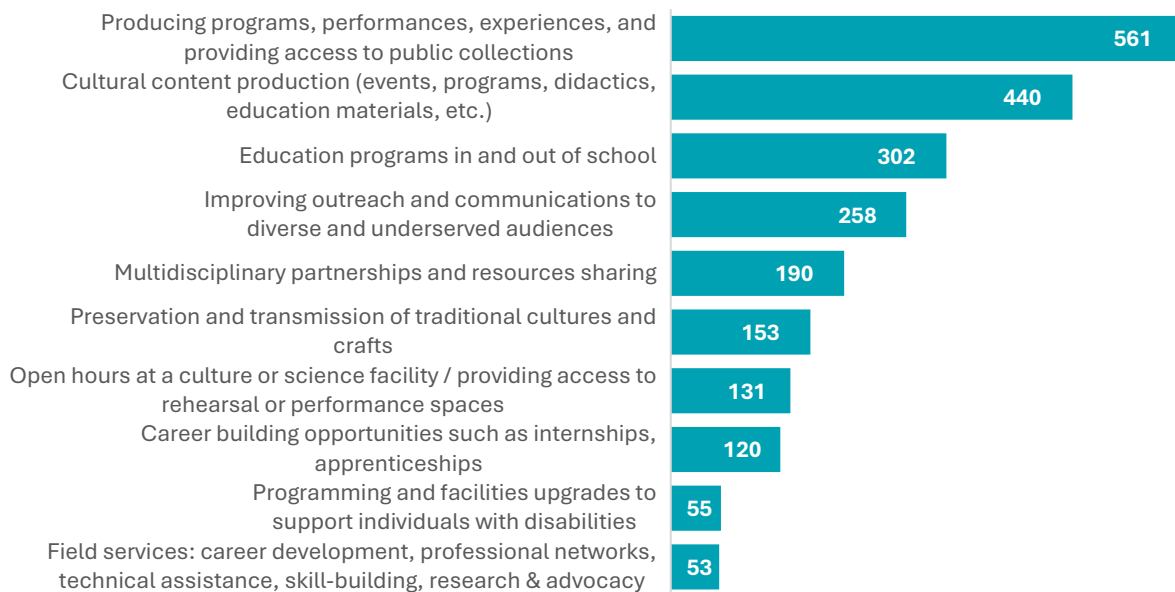 Producing programs, performances, experiences, and
providing access to public collections
561
Cultural content production (events, programs, didactics,
education materials, etc.)
440
Education programs in and out of school
302
Improving outreach and communications to
diverse and underserved audiences
258
Multidisciplinary partnerships and resources sharing
190
Preservation and transmission of traditional cultures and
crafts
153
Open hours at a culture or science facility / providing access to
rehearsal or performance spaces
131
Career building opportunities such as internships,
apprenticeships
120
Programming and facilities upgrades to
support individuals with disabilities
55
Field services: career development, professional networks,
technical assistance, skill-building, research & advocacy
53